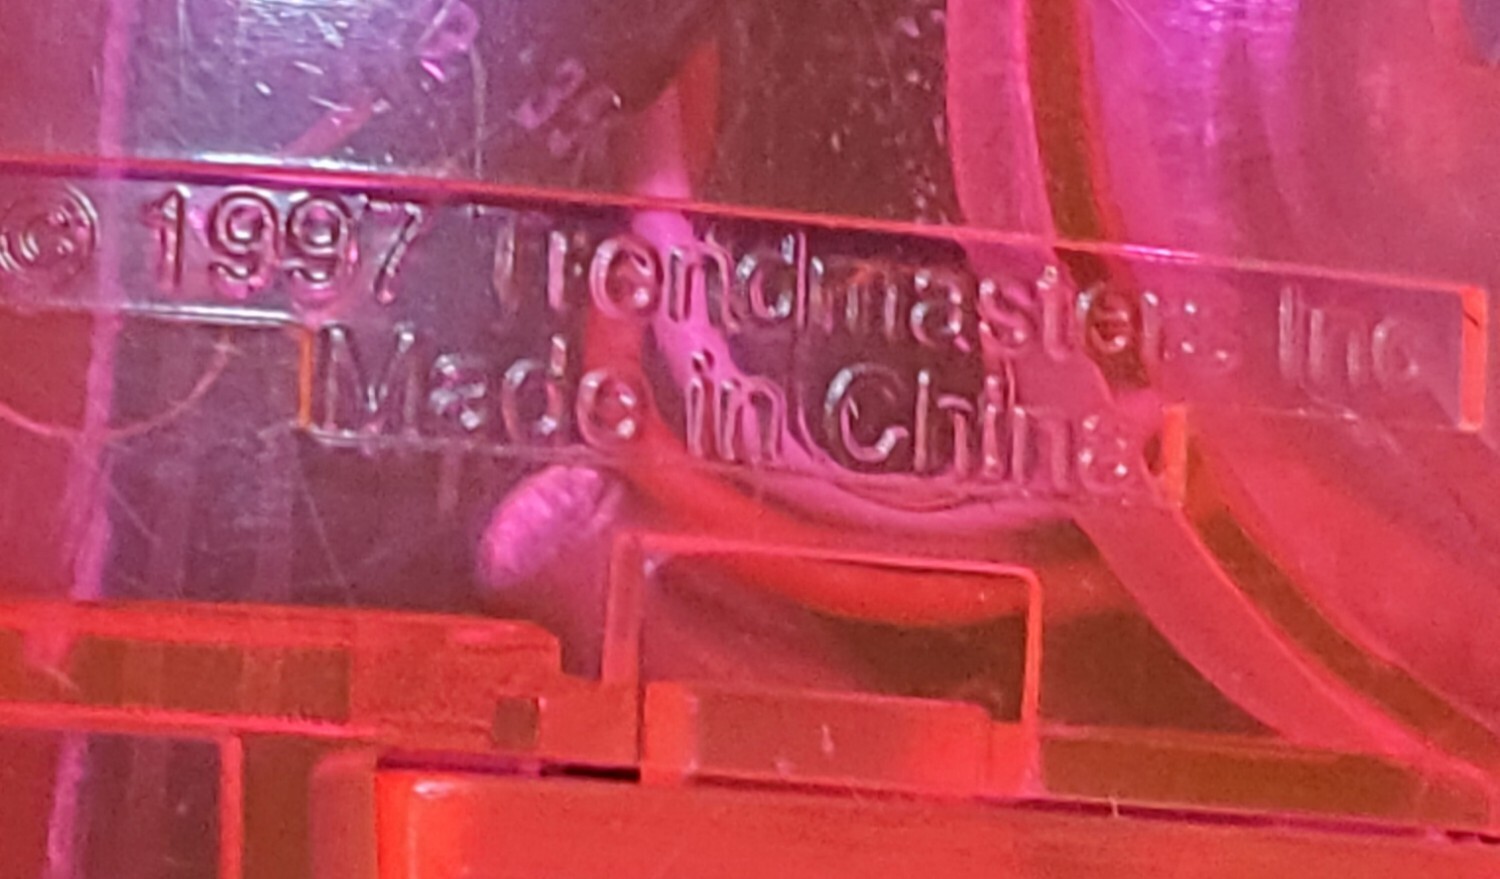 © 1997 Trendmasters Inc
Made in China